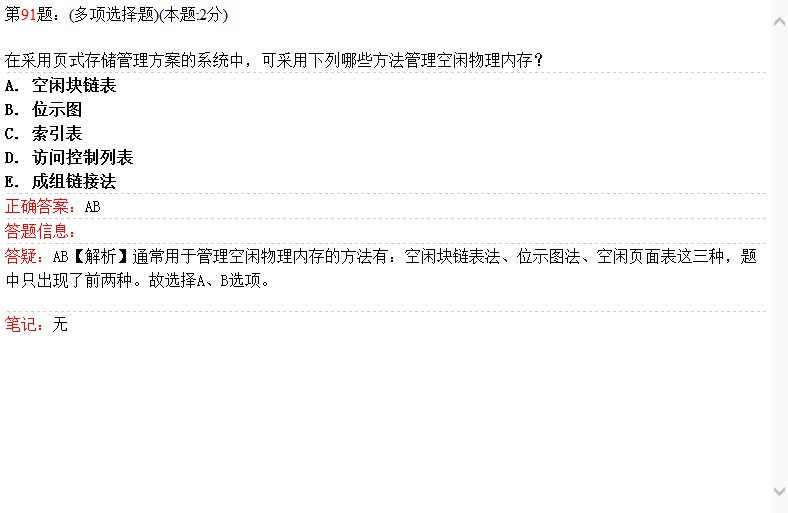 第91题: (多项选择题)(本题:2分)
在采用页式存储管理方案的系统中，可采用下列哪些方法管理空闲物理内存?
A. 空闲块链表
B. 位示图
C. 索引表
D. 访问控制列表
E. 成组链接法
正确答案：AB
答题信息：
答疑：AB【解析】通常用于管理空闲物理内存的方法有：空闲块链表法、位示图法、空闲页面表这三种，题
中只出现了前两种。故选择A、B选项。
笔记：无